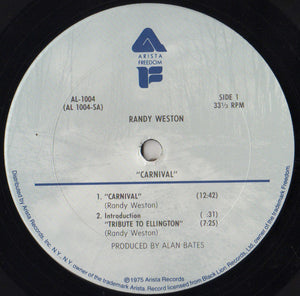 ARISTA
FREEDOM
AL-1004
(AL 1004-SA)
SIDE 1
33⅓ RPM
RANDY WESTON
"CARNIVAL"
1. "CARNIVAL" (12:42)
(Randy Weston)
2. Introduction ( :31)
"TRIBUTE TO ELLINGTON" (7:25)
(Randy Weston)
PRODUCED BY ALAN BATES
Ⓟ1975 Arista Records
Distributed by Arista Records, Inc. N.Y., N.Y. owner of the trademark Arista. Record licensed from Black Lion Records, Ltd. owner of the trademark Freedom.